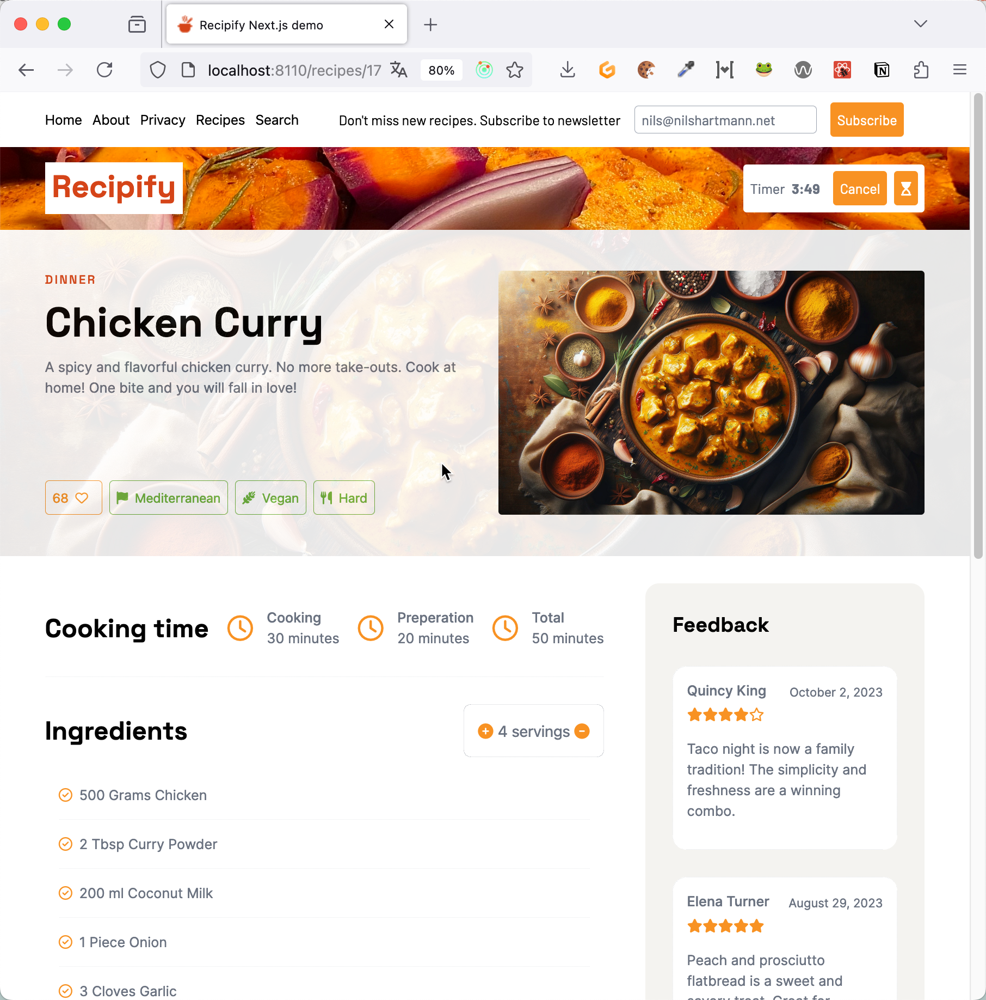 Recipify Next.js demo
localhost:8110/recipes/17
80%
Home About Privacy Recipes Search
Don't miss new recipes. Subscribe to newsletter
nils@nilshartmann.net
Subscribe
Recipify
Timer 3:49
Cancel
DINNER
Chicken Curry
A spicy and flavorful chicken curry. No more take-outs. Cook at
home! One bite and you will fall in love!
68
Mediterranean
Vegan
Hard
Cooking time
Cooking
30 minutes
Preperation
20 minutes
Total
50 minutes
Ingredients
4 servings
500 Grams Chicken
2 Tbsp Curry Powder
200 ml Coconut Milk
1 Piece Onion
3 Cloves Garlic
Feedback
Quincy King
October 2, 2023
Taco night is now a family
tradition! The simplicity and
freshness are a winning
combo.
Elena Turner
August 29, 2023
Peach and prosciutto
flatbread is a sweet and
savory treat. Great for